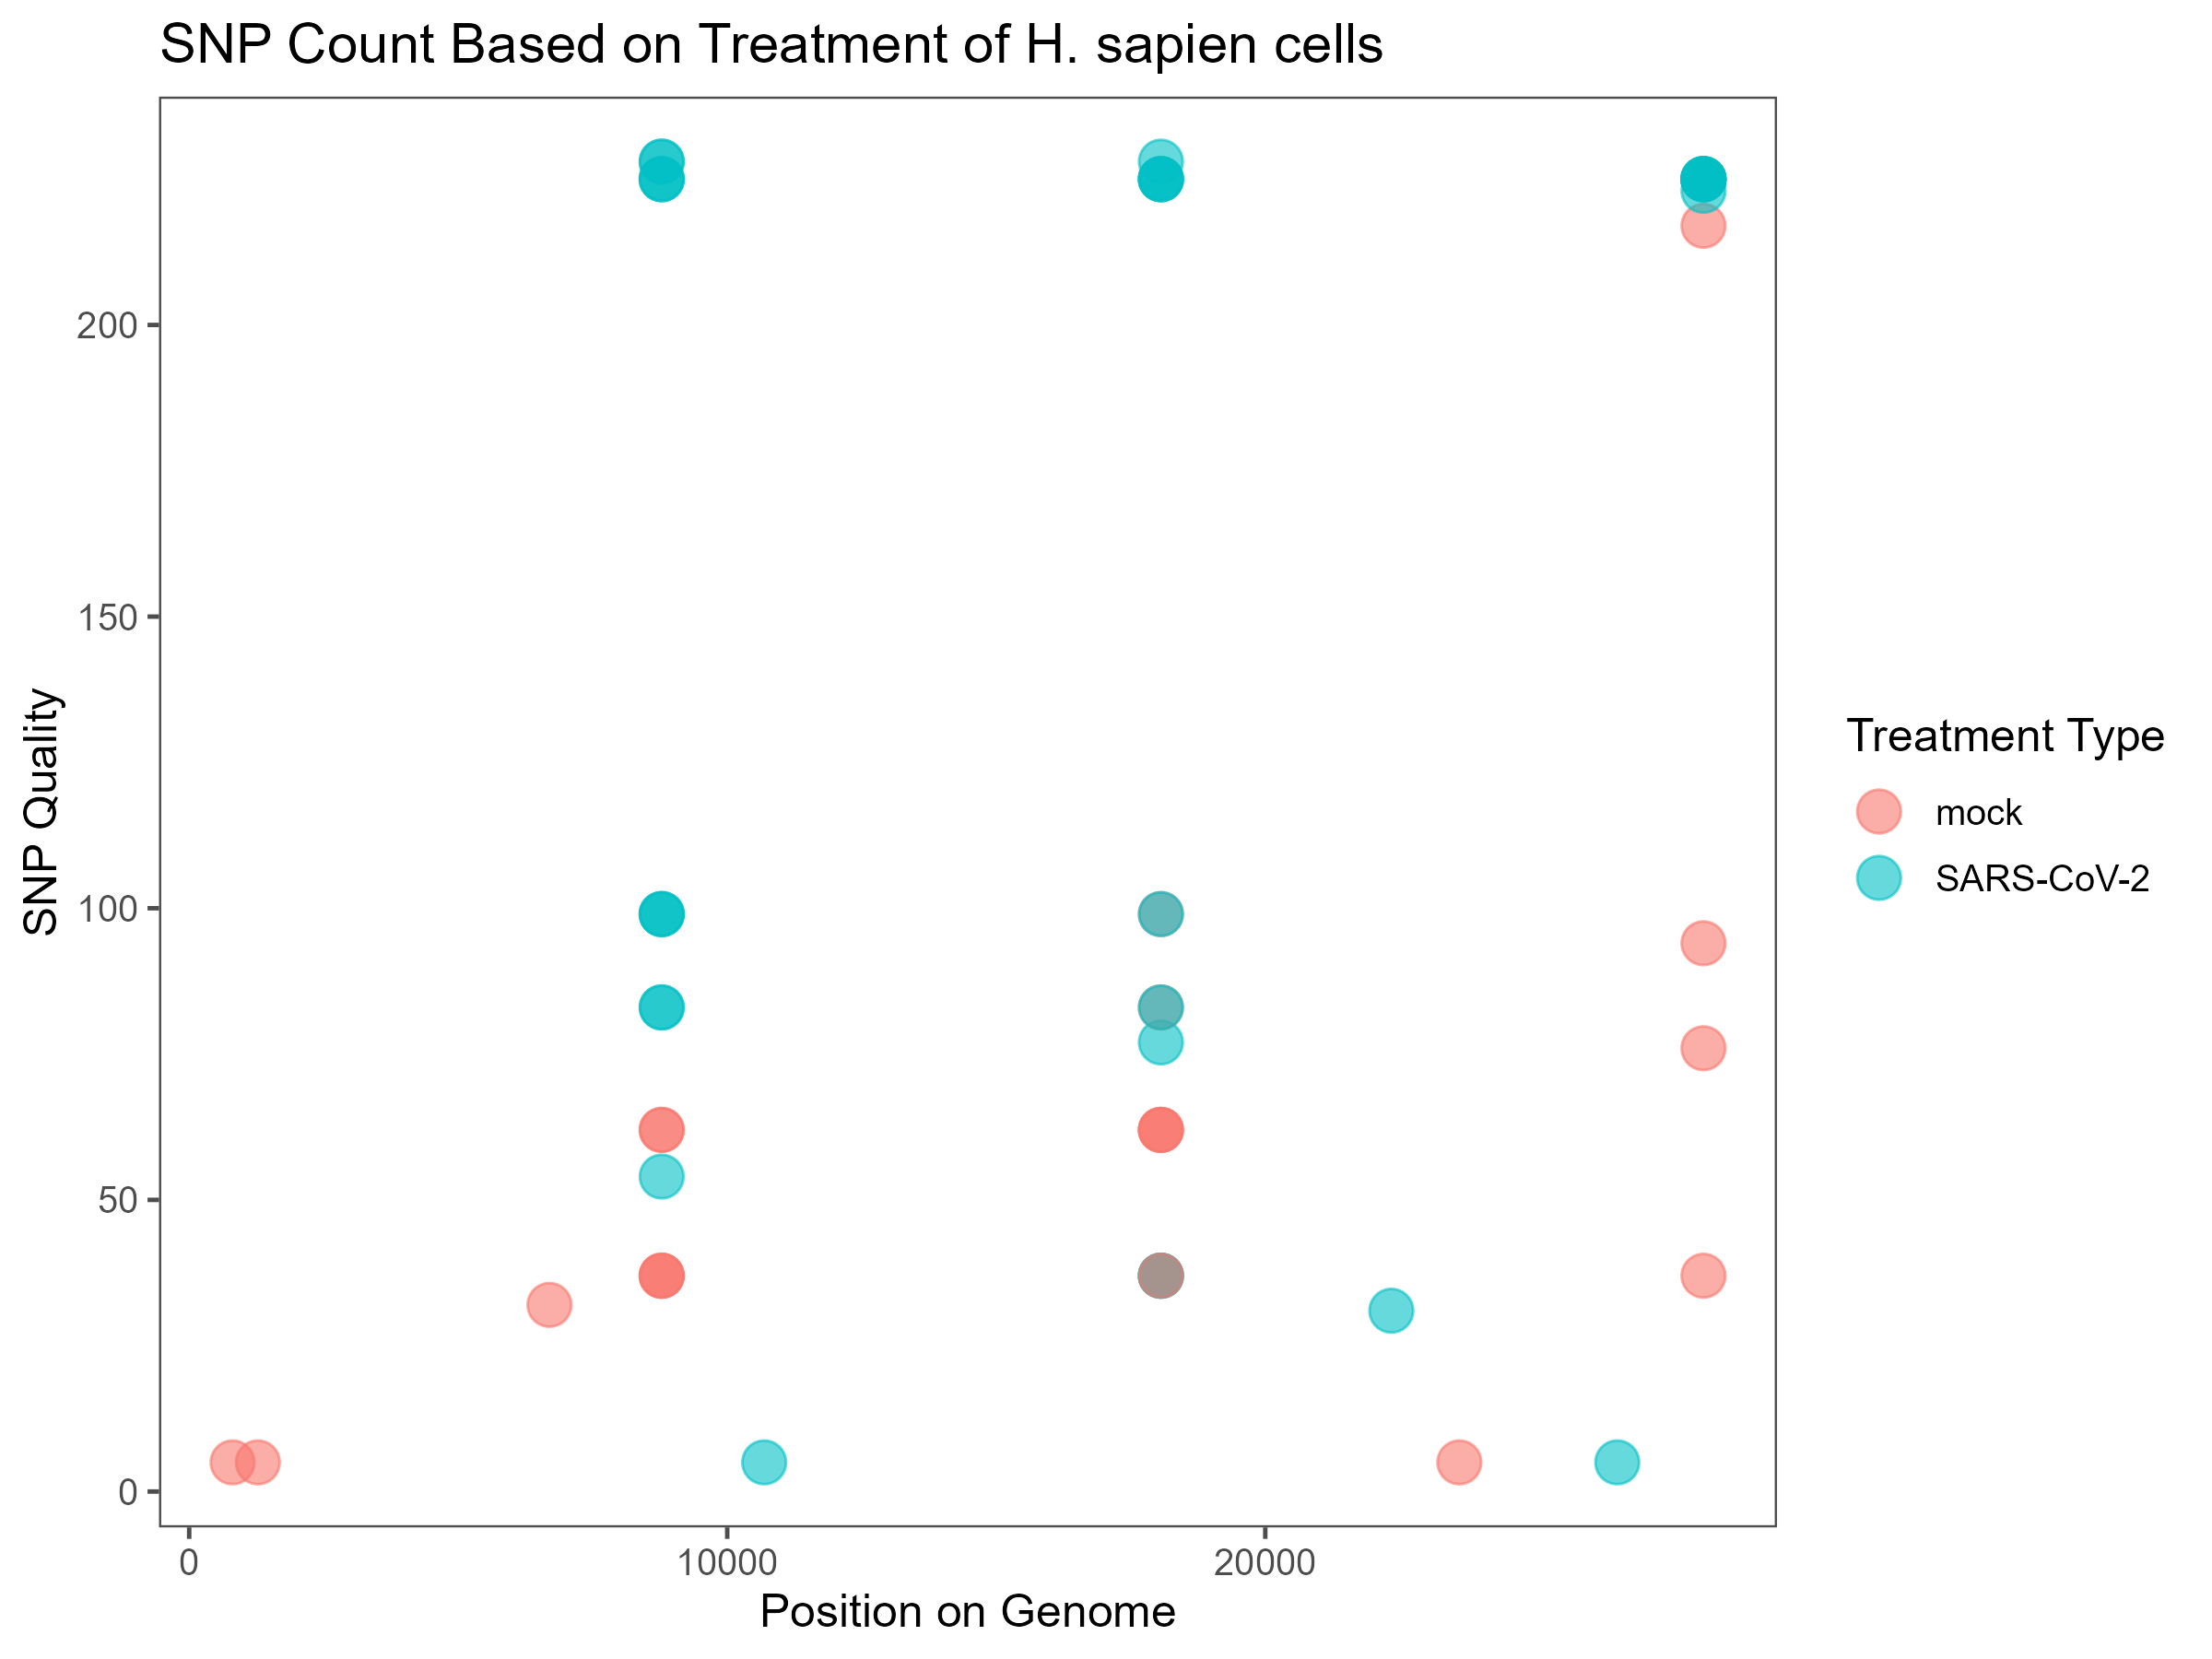 SNP Count Based on Treatment of H. sapien cells
SNP Quality
200
150
100
50
0
0 10000 20000
Position on Genome
Treatment Type
mock
SARS-CoV-2